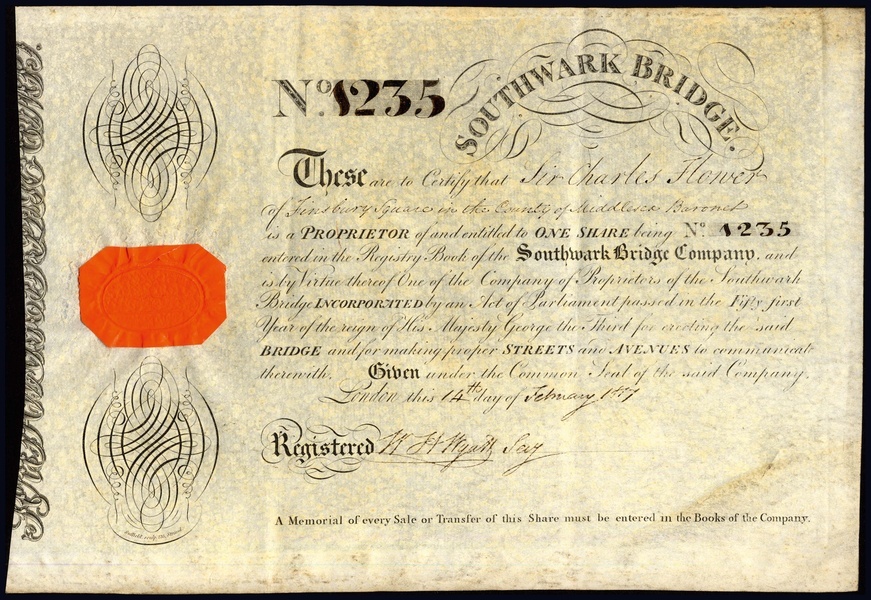 SOUTHWARK BRIDGE.
No. 1235
These are to Certify that Sir Charles Flower
of Finsbury Square in the County of Middlesex Baronet
is a PROPRIETOR of and entitled to ONE SHARE being No. 1235
entered in the Registry Book of the Southwark Bridge Company, and
is by Virtue thereof One of the Company of Proprietors of the Southwark
Bridge INCORPORATED by an Act of Parliament passed in the Fifty first
Year of the reign of His Majesty George the Third for erecting the said
BRIDGE and for making proper STREETS and AVENUES to communicate
therewith. Given under the Common Seal of the said Company.
London this 14th day of February 1817
Registered W H Wyatt Secy
A Memorial of every Sale or Transfer of this Share must be entered in the Books of the Company.